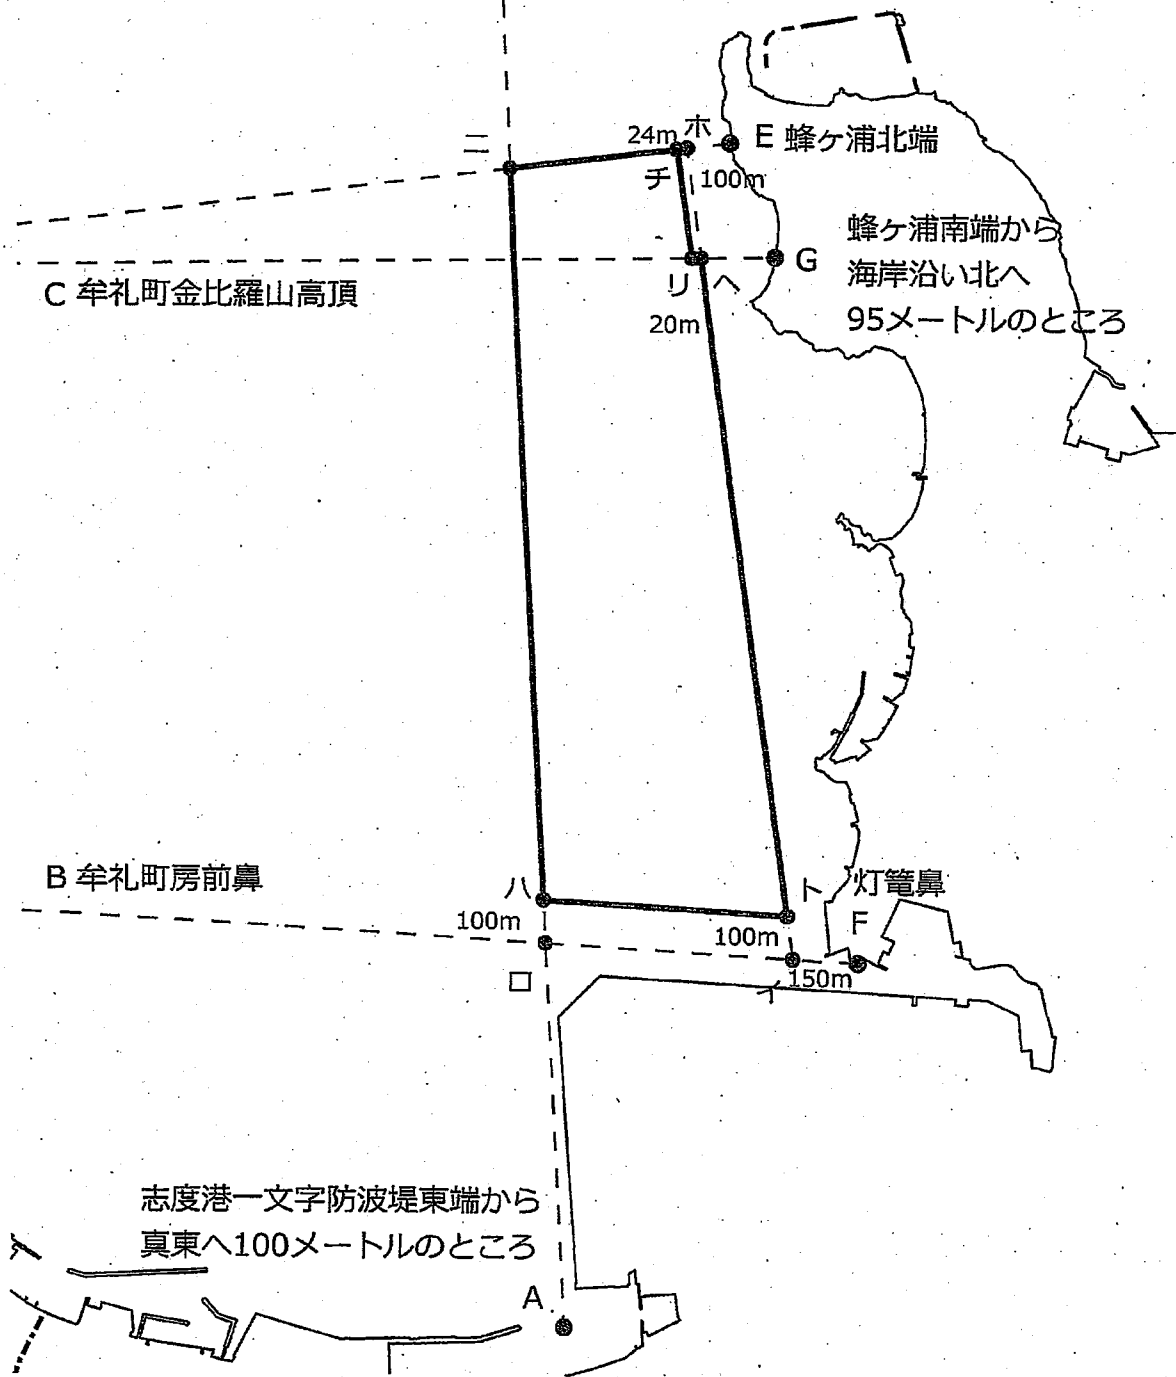 ニ
24m
ホ
E 蜂ヶ浦北端
チ
100m
蜂ヶ浦南端から
海岸沿い北へ
95メートルのところ
G
C 牟礼町金比羅山高頂
リ
ヘ
20m
B 牟礼町房前鼻
ハ
100m
ト
灯篭鼻
F
100m
150m
ロ
志度港一文字防波堤東端から
真東へ100メートルのところ
A